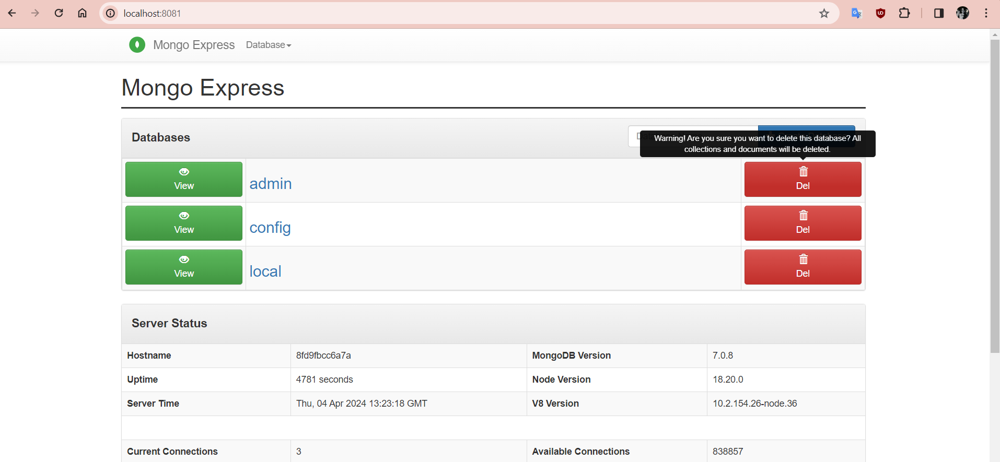 localhost:8081
Mongo Express Database
Mongo Express
Databases
Warning! Are you sure you want to delete this database? All
collections and documents will be deleted.
View admin Del
View config Del
View local Del
Server Status
Hostname 8fd9fbcc6a7a MongoDB Version 7.0.8
Uptime 4781 seconds Node Version 18.20.0
Server Time Thu, 04 Apr 2024 13:23:18 GMT V8 Version 10.2.154.26-node.36
Current Connections 3 Available Connections 838857